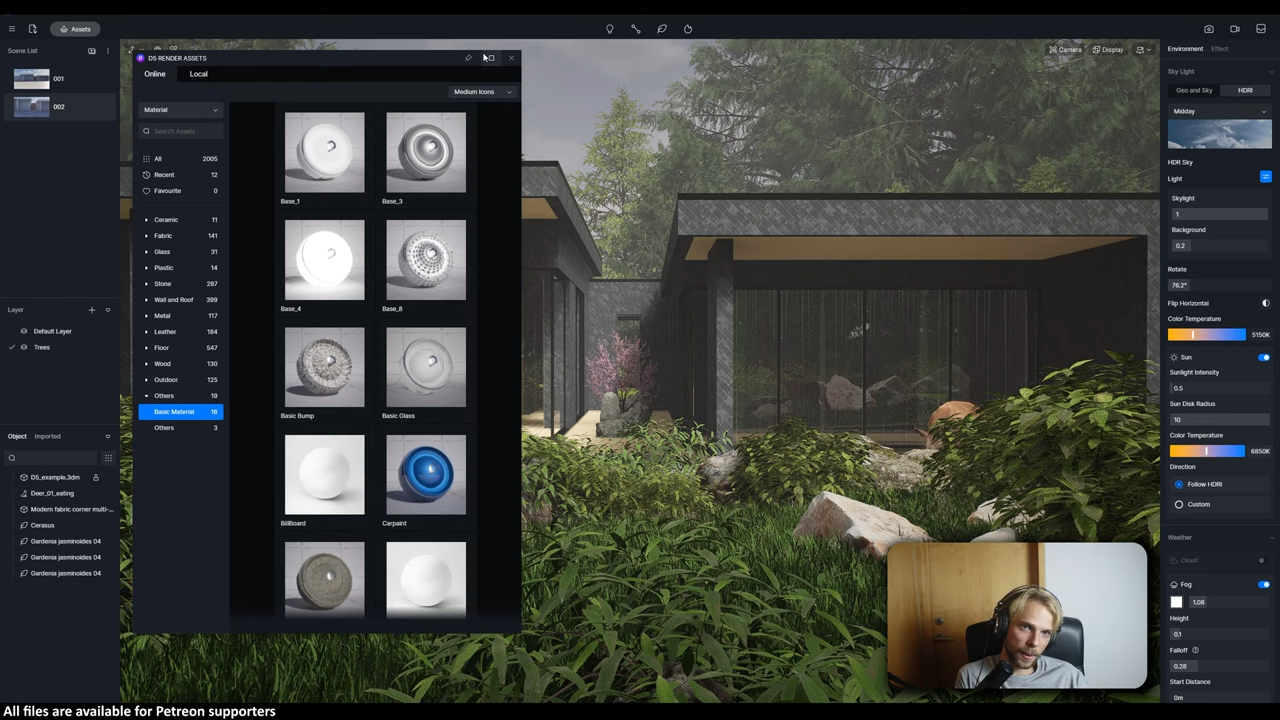 Assets
Scene List
001
002
Layer
Default Layer
Trees
Object Imported
D5_example.3dm
Deer_01_eating
Modern fabric corner multi-...
Cerasus
Gardenia jasminoides 04
Gardenia jasminoides 04
Gardenia jasminoides 04
D5 RENDER ASSETS
Online Local
Medium Icons
Material
Search Assets
All 2005
Recent 12
Favourite 0
Ceramic 11
Fabric 141
Glass 31
Plastic 14
Stone 287
Wall and Roof 399
Metal 117
Leather 184
Floor 547
Wood 130
Outdoor 125
Others 19
Basic Material 16
Others 3
Base_1 Base_3
Base_4 Base_8
Basic Bump Basic Glass
BillBoard Carpaint
Camera Display
Environment Effect
Sky Light
Geo and Sky HDRI
Midday
HDR Sky
Light
Skylight
1
Background
0.2
Rotate
76.2°
Flip Horizontal
Color Temperature
5150K
Sun
Sunlight Intensity
0.5
Sun Disk Radius
10
Color Temperature
6850K
Direction
Follow HDRI
Custom
Weather
Cloud
Fog
1.08
Height
0.1
Falloff
0.28
Start Distance
0m
All files are available for Petreon supporters